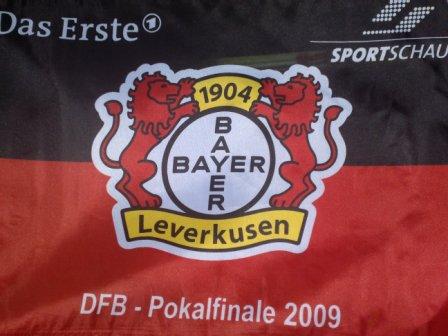 Das Erste
SPORTSCHAU
1904
BAYER
BAYER
Leverkusen
DFB - Pokalfinale 2009